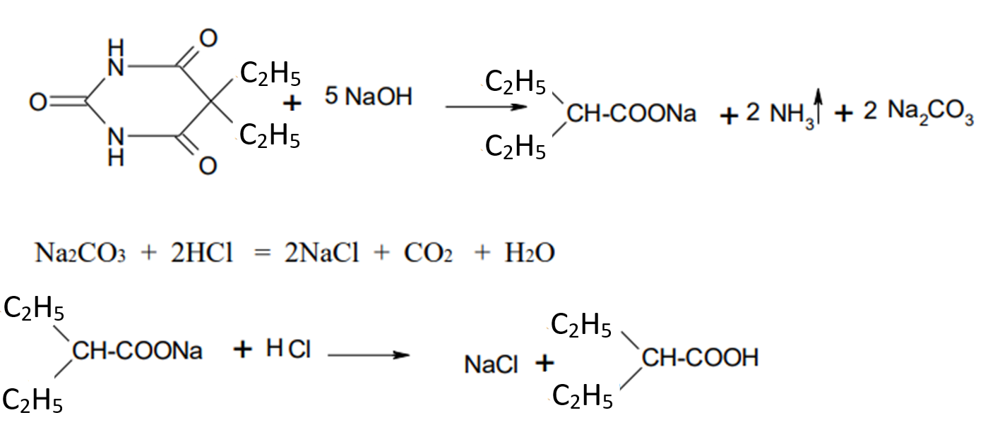 H
N
O
C₂H₅
O
+ 5 NaOH
C₂H₅
CH-COONa + 2 NH₃ + 2 Na₂CO₃
N
H
C₂H₅
C₂H₅
O
Na₂CO₃ + 2HCl = 2NaCl + CO₂ + H₂O
C₂H₅
CH-COONa + HCl
C₂H₅
C₂H₅
NaCl + CH-COOH
C₂H₅